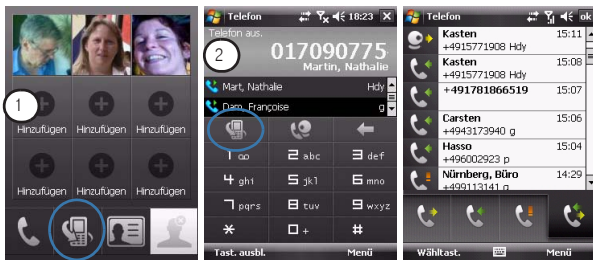 1
Hinzufügen Hinzufügen Hinzufügen
Hinzufügen Hinzufügen Hinzufügen
Telefon 18:23
Telefon aus.
2
017090775
Martin, Nathalie
Mart, Nathalie Hdy
Dam, Françoise g
1 2 abc 3 def
4 ghi 5 jkl 6 mno
7 pqrs 8 tuv 9 wxyz
* 0 + #
Tast. ausbl. Menü
Telefon ok
Kasten 15:11
+4915771908 Hdy
Kasten 15:08
+4915771908 Hdy
+491781866519 15:07
Carsten 15:06
+4943173940 g
Hasso 15:04
+496002923 p
Nürnberg, Büro 14:29
+499113141 g
Wähltast. Menü